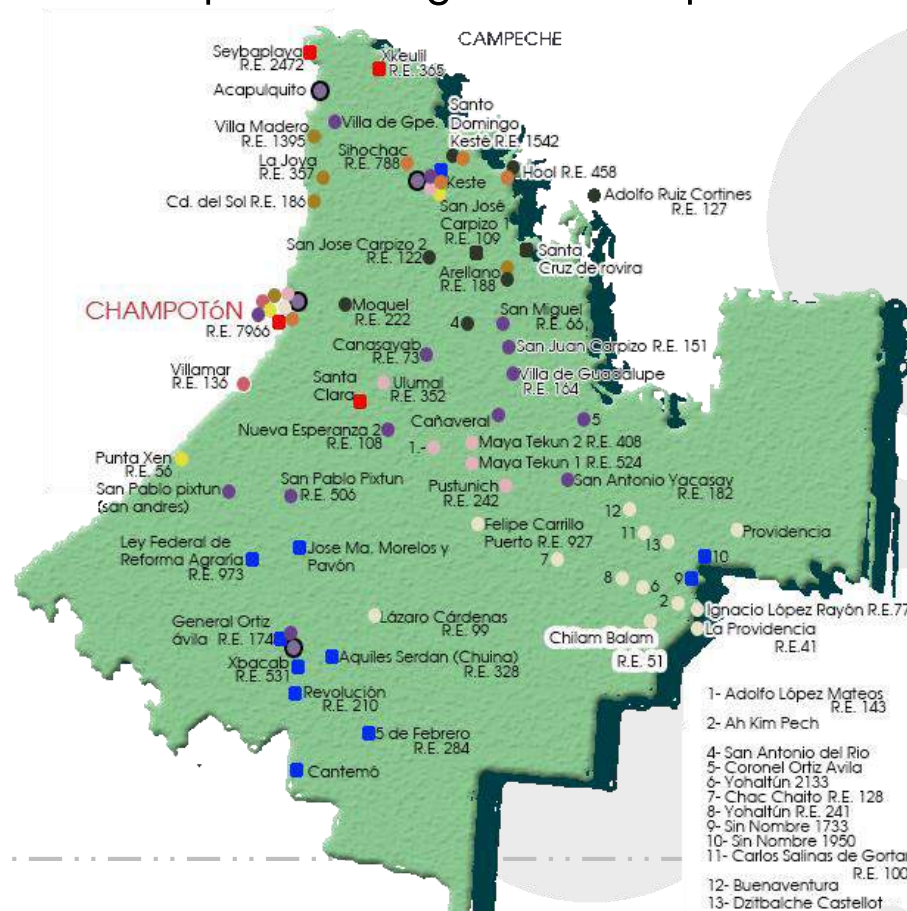 CAMPECHE
Seybaplaya
R.E. 2472
Xkeulil
R.E. 365
Acapulquito
Santo
Domingo
Kesté R.E. 1542
Villa de Gpe.
Villa Madero
R.E. 1395
Sihochac
R.E. 788
La Joya
R.E. 357
Keste
Hool R.E. 458
Cd. del Sol R.E. 186
Adolfo Ruiz Cortines
R.E. 127
San José
Carpizo 1
R.E. 109
San Jose Carpizo 2
R.E. 122
Santa
Cruz de rovira
Arellano
R.E. 188
CHAMPOTóN
R.E. 7966
Moquel
R.E. 222
4
San Miguel
R.E. 66
Canasayab
R.E. 73
San Juan Carpizo R.E. 151
Villamar
R.E. 136
Santa
Clara
Ulumal
R.E. 352
Villa de Guadalupe
R.E. 164
Nueva Esperanza 2
R.E. 108
Cañaveral
5
1.-
Maya Tekun 2 R.E. 408
Maya Tekun 1 R.E. 524
Punta Xen
R.E. 56
San Pablo pixtun
(san andres)
San Pablo Pixtun
R.E. 506
Pustunich
R.E. 242
San Antonio Yacasay
R.E. 182
12
Felipe Carrillo
Puerto R.E. 927
11
13
Providencia
Ley Federal de
Reforma Agraria
R.E. 973
Jose Ma. Morelos y
Pavón
7
10
8
9
6
2
Ignacio López Rayón R.E.77
La Providencia
R.E.41
Lázaro Cárdenas
R.E. 99
General Ortiz
ávila R.E. 174
Chilam Balam
R.E. 51
Xbacab
R.E. 531
Aquiles Serdan (Chuina)
R.E. 328
Revolución
R.E. 210
5 de Febrero
R.E. 284
Cantemó
1- Adolfo López Mateos
R.E. 143
2- Ah Kim Pech
4- San Antonio del Rio
5- Coronel Ortiz Avila
6- Yohaltún 2133
7- Chac Chaito R.E. 128
8- Yohaltún R.E. 241
9- Sin Nombre 1733
10- Sin Nombre 1950
11- Carlos Salinas de Gortar
R.E. 100
12- Buenaventura
13- Dzitbalche Castellot